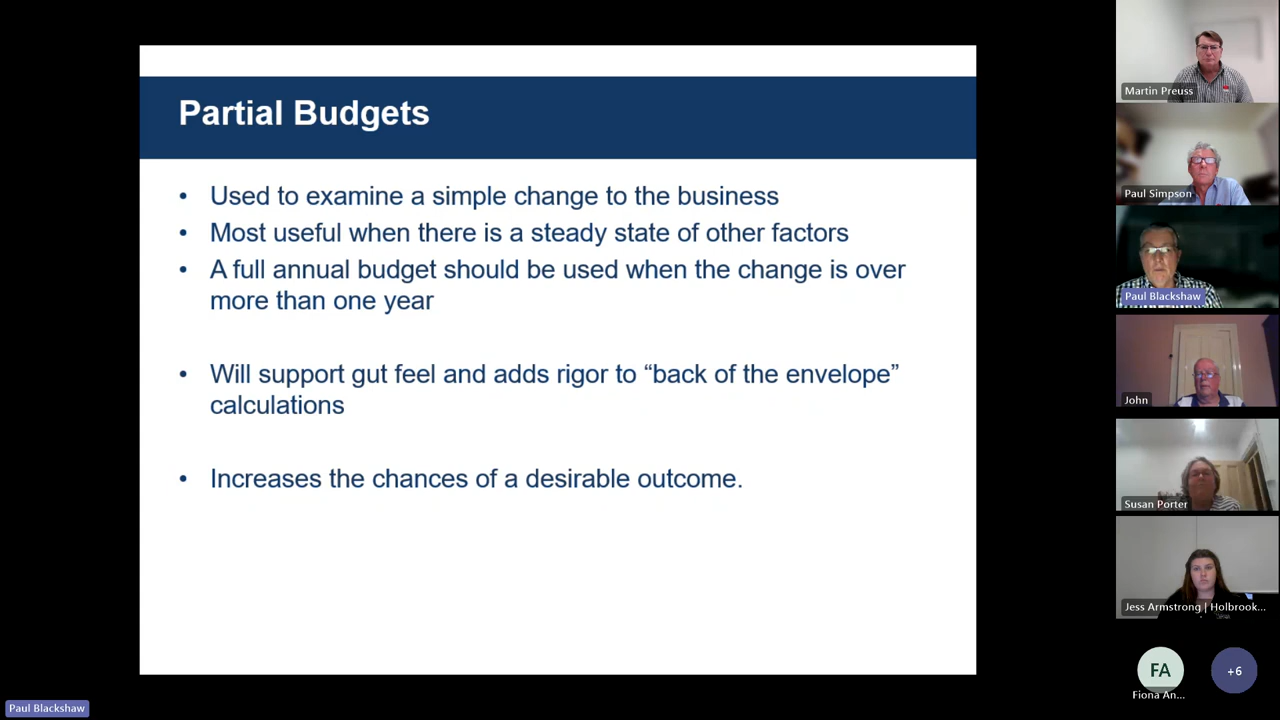 Partial Budgets
• Used to examine a simple change to the business
• Most useful when there is a steady state of other factors
• A full annual budget should be used when the change is over
more than one year
• Will support gut feel and adds rigor to “back of the envelope”
calculations
• Increases the chances of a desirable outcome.
Martin Preuss
Paul Simpson
Paul Blackshaw
John
Susan Porter
Jess Armstrong | Holbrook...
FA
Fiona An...
+6
Paul Blackshaw